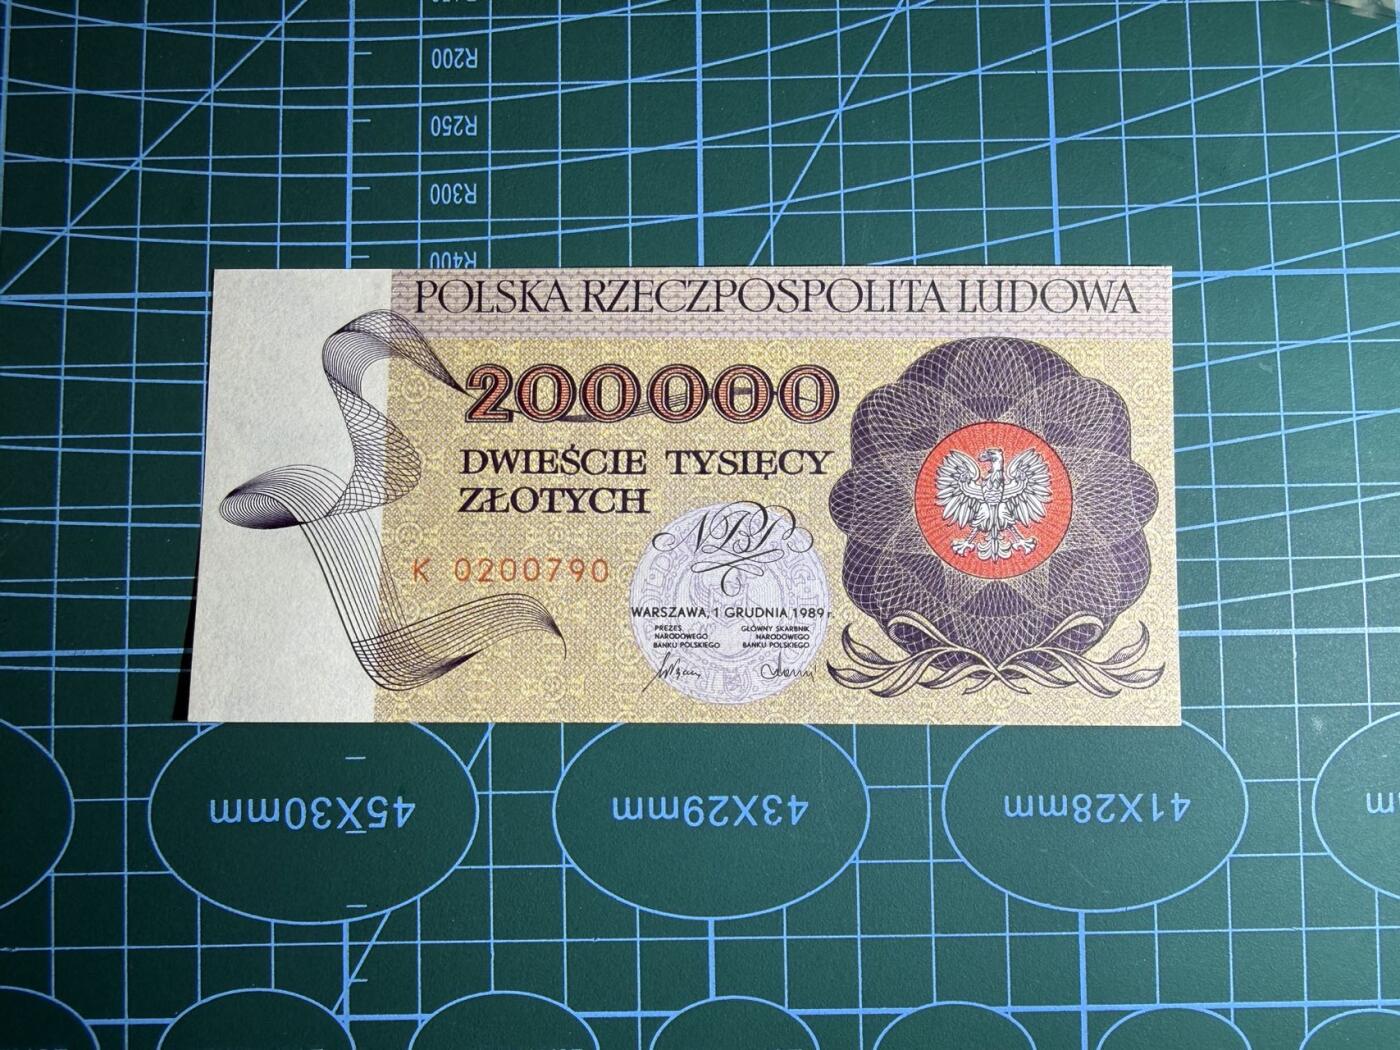 R200
R250
R300
R400
POLSKA RZECZPOSPOLITA LUDOWA
200000
DWIEŚCIE TYSIĘCY
ZŁOTYCH
NBP
K 0200790
WARSZAWA, 1 GRUDNIA 1989 r.
PREZES
NARODOWEGO
BANKU POLSKIEGO
GŁÓWNY SKARBNIK
NARODOWEGO
BANKU POLSKIEGO
45X30mm
43X29mm
41X28mm